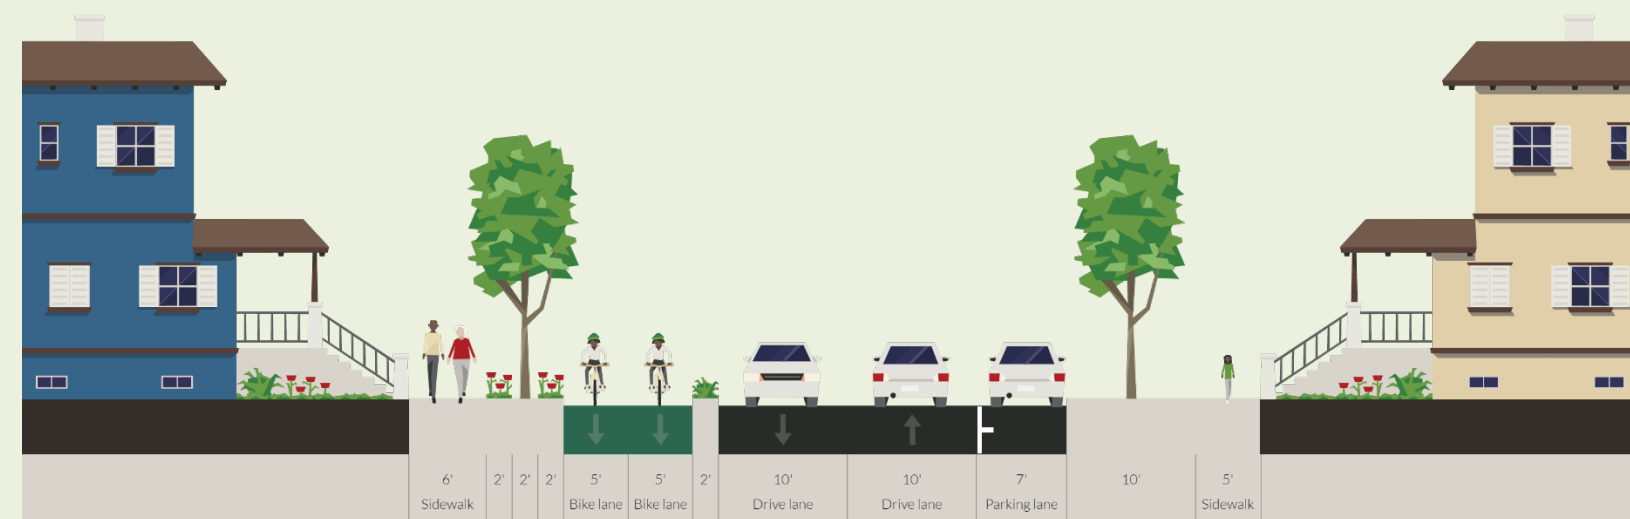 6' 2' 2' 2' 5' 5' 2' 10' 10' 7' 10' 5'
Sidewalk Bike lane Bike lane Drive lane Drive lane Parking lane Sidewalk